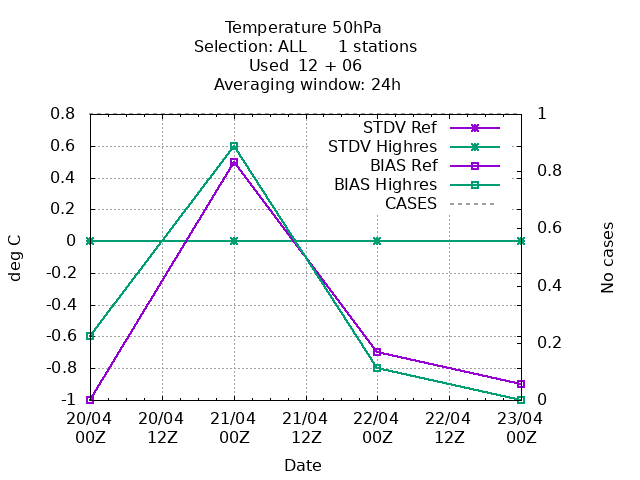 Temperature 50hPa
Selection: ALL 1 stations
Used 12 + 06
Averaging window: 24h
0.8
0.6
0.4
0.2
0
-0.2
-0.4
-0.6
-0.8
-1
deg C
1
0.8
0.6
0.4
0.2
0
No cases
STDV Ref
STDV Highres
BIAS Ref
BIAS Highres
CASES
20/04 20/04 21/04 21/04 22/04 22/04 23/04
00Z 12Z 00Z 12Z 00Z 12Z 00Z
Date